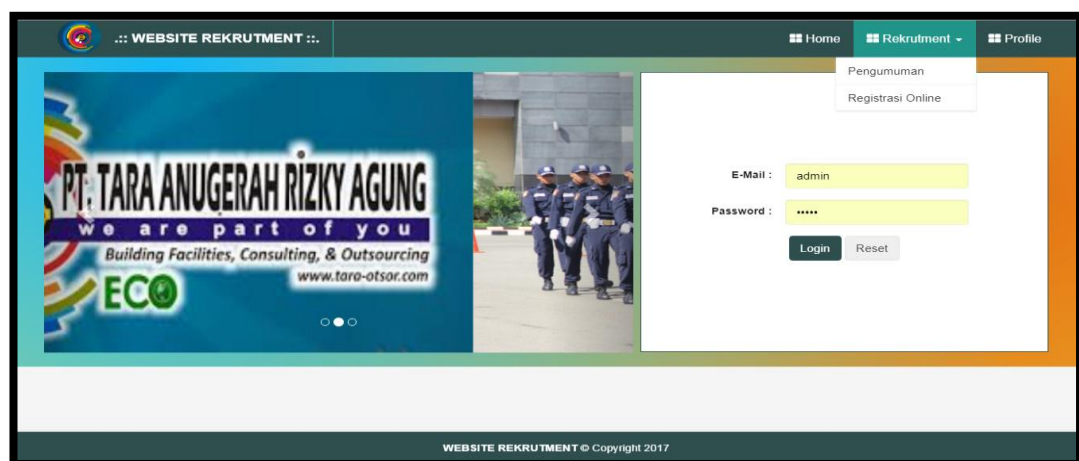 .:: WEBSITE REKRUTMENT ::.
Home
Rekrutment
Profile
Pengumuman
Registrasi Online
PT. TARA ANUGERAH RIZKY AGUNG
we are part of you
Building Facilities, Consulting, & Outsourcing
www.tara-otsor.com
ECO
E-Mail :
admin
Password :
•••••
Login
Reset
WEBSITE REKRUTMENT © Copyright 2017